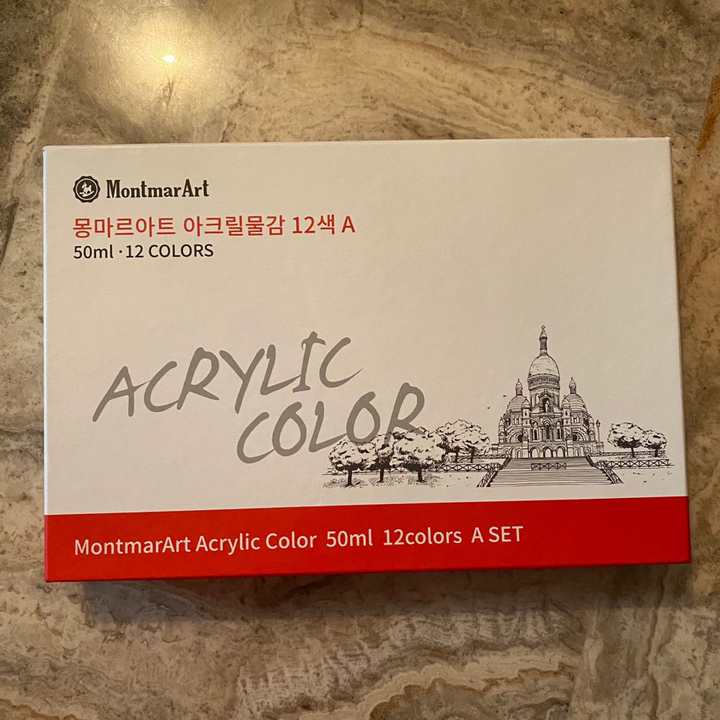 MontmarArt
몽마르아트 아크릴물감 12색 A
50ml · 12 COLORS
ACRYLIC
COLOR
MontmarArt Acrylic Color 50ml 12colors A SET